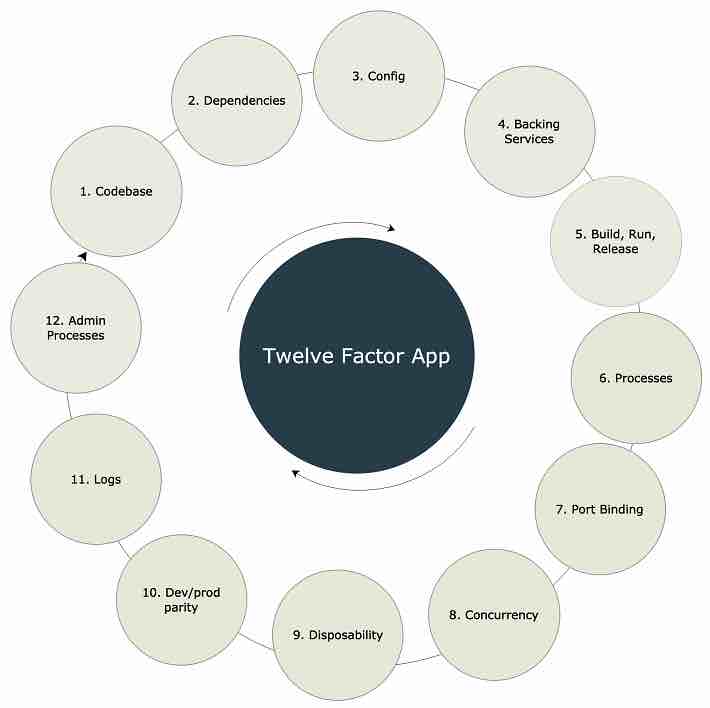 3. Config
2. Dependencies
4. Backing
Services
1. Codebase
5. Build, Run,
Release
12. Admin
Processes
Twelve Factor App
6. Processes
11. Logs
7. Port Binding
10. Dev/prod
parity
8. Concurrency
9. Disposability